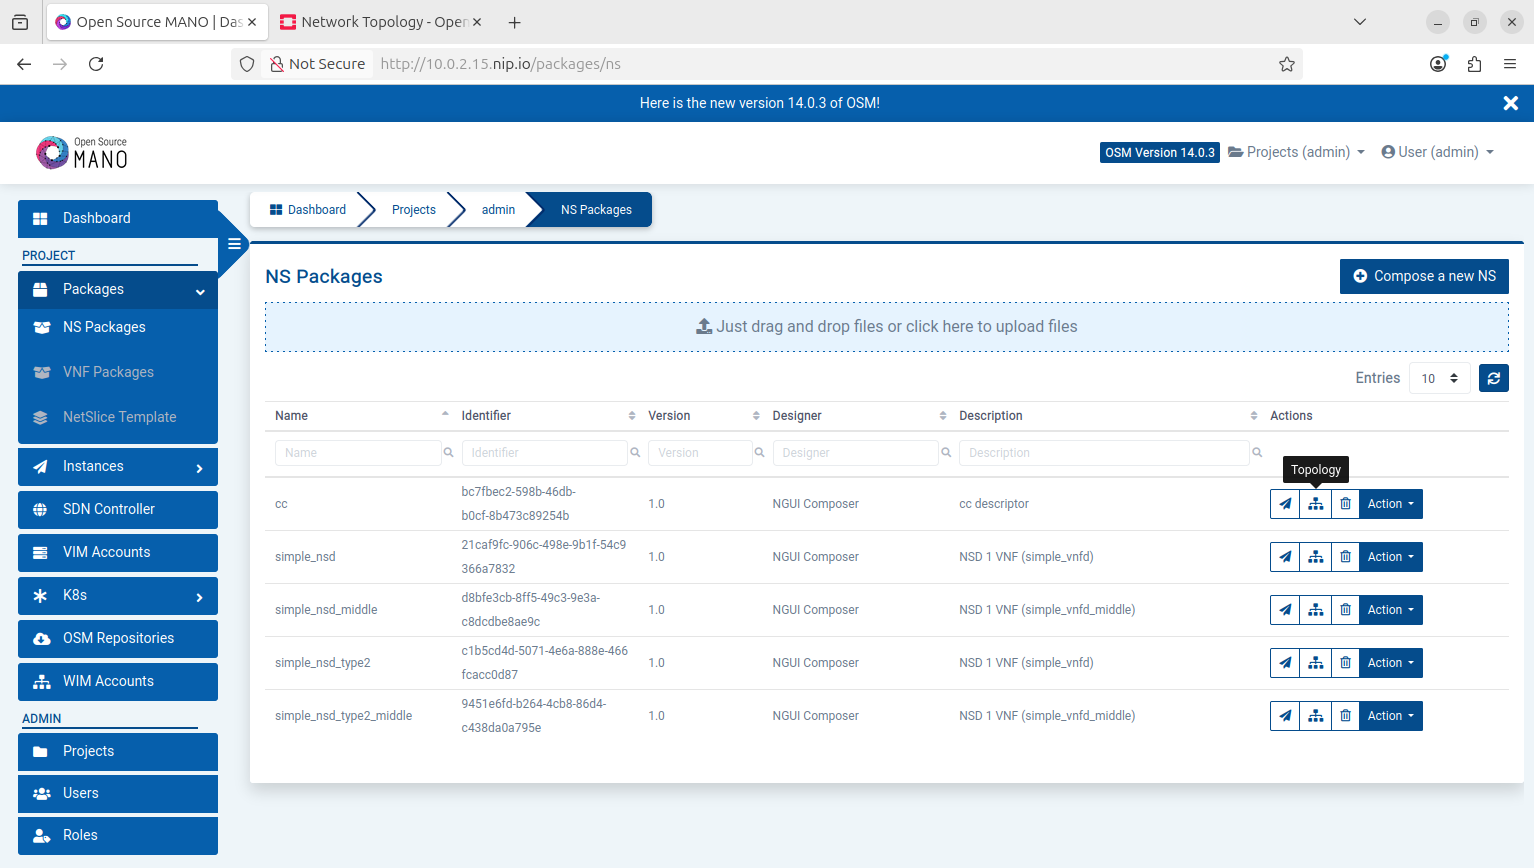 Open Source MANO | Das
Network Topology - Open
Not Secure
http://10.0.2.15.nip.io/packages/ns
Here is the new version 14.0.3 of OSM!
Open Source
MANO
OSM Version 14.0.3
Projects (admin)
User (admin)
Dashboard
PROJECT
Packages
NS Packages
VNF Packages
NetSlice Template
Instances
SDN Controller
VIM Accounts
K8s
OSM Repositories
WIM Accounts
ADMIN
Projects
Users
Roles
Dashboard Projects admin NS Packages
NS Packages
Compose a new NS
Just drag and drop files or click here to upload files
Entries 10
Name Identifier Version Designer Description Actions
Name Identifier Version Designer Description
Topology
cc bc7fbec2-598b-46db- 1.0 NGUI Composer cc descriptor Action
b0cf-8b473c89254b
simple_nsd 21caf9fc-906c-498e-9b1f-54c9 1.0 NGUI Composer NSD 1 VNF (simple_vnfd) Action
366a7832
simple_nsd_middle d8bfe3cb-8ff5-49c3-9e3a- 1.0 NGUI Composer NSD 1 VNF (simple_vnfd_middle) Action
c8dcdbe8ae9c
simple_nsd_type2 c1b5cd4d-5071-4e6a-888e-466 1.0 NGUI Composer NSD 1 VNF (simple_vnfd) Action
fcacc0d87
simple_nsd_type2_middle 9451e6fd-b264-4cb8-86d4- 1.0 NGUI Composer NSD 1 VNF (simple_vnfd_middle) Action
c438da0a795e